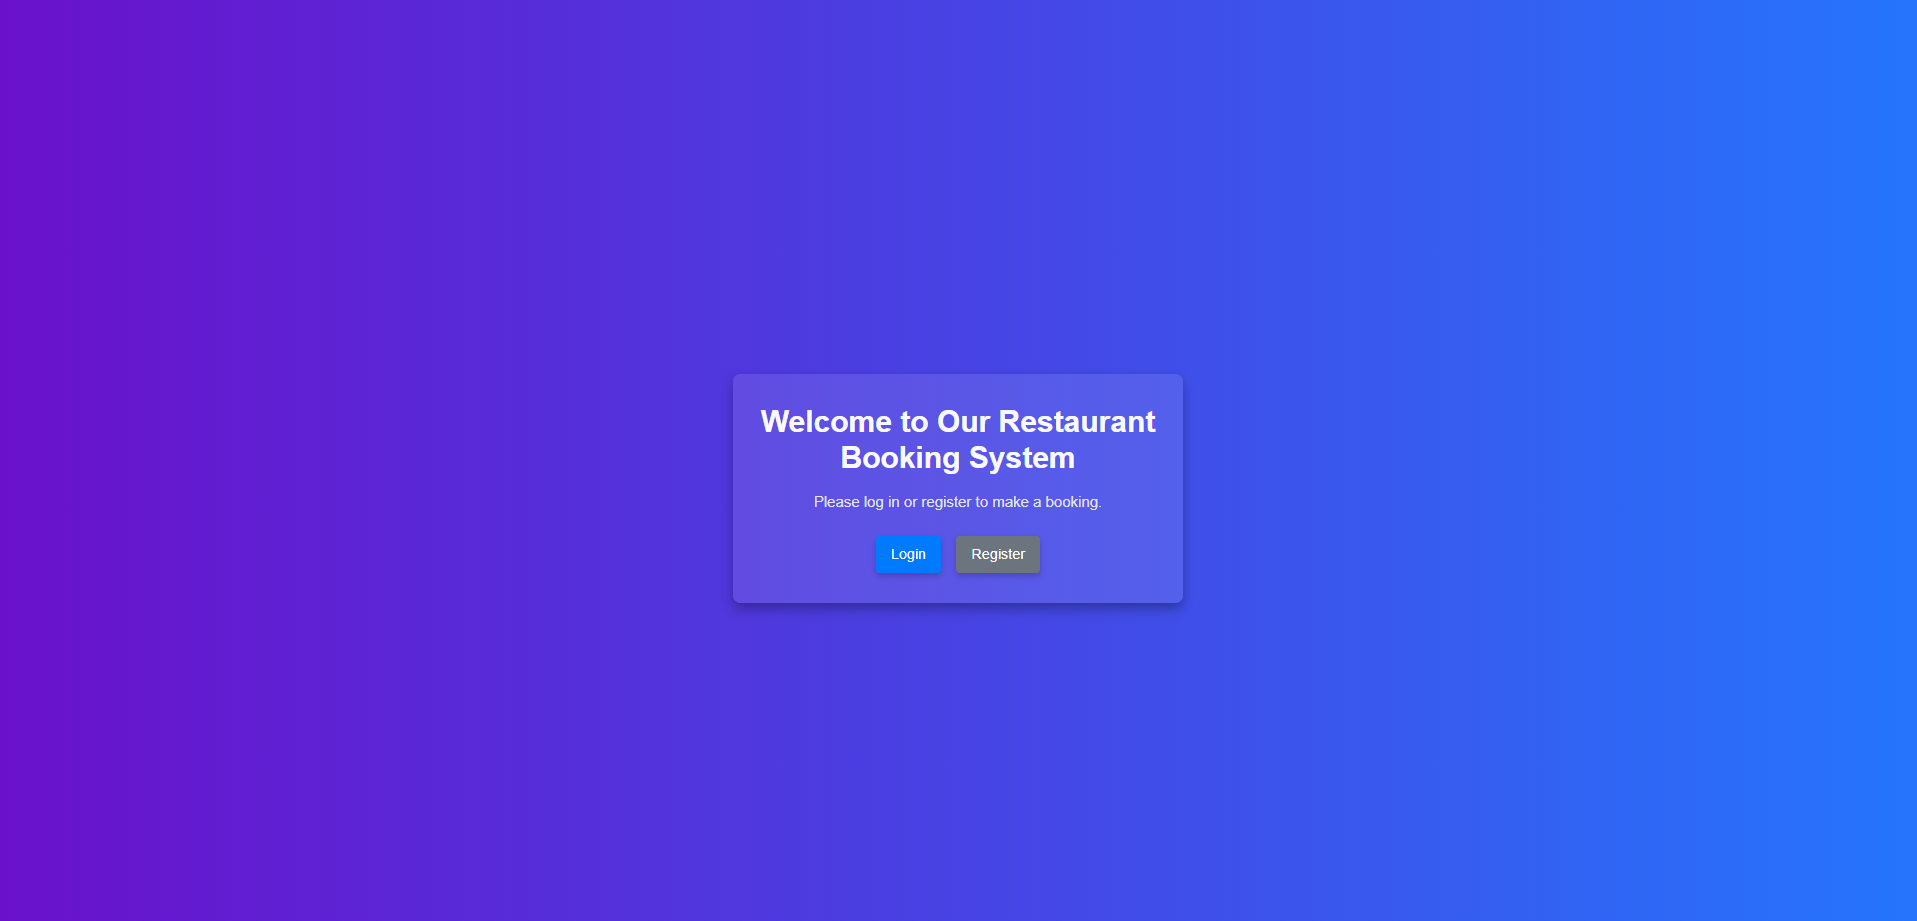 Welcome to Our Restaurant
Booking System
Please log in or register to make a booking.
Login Register